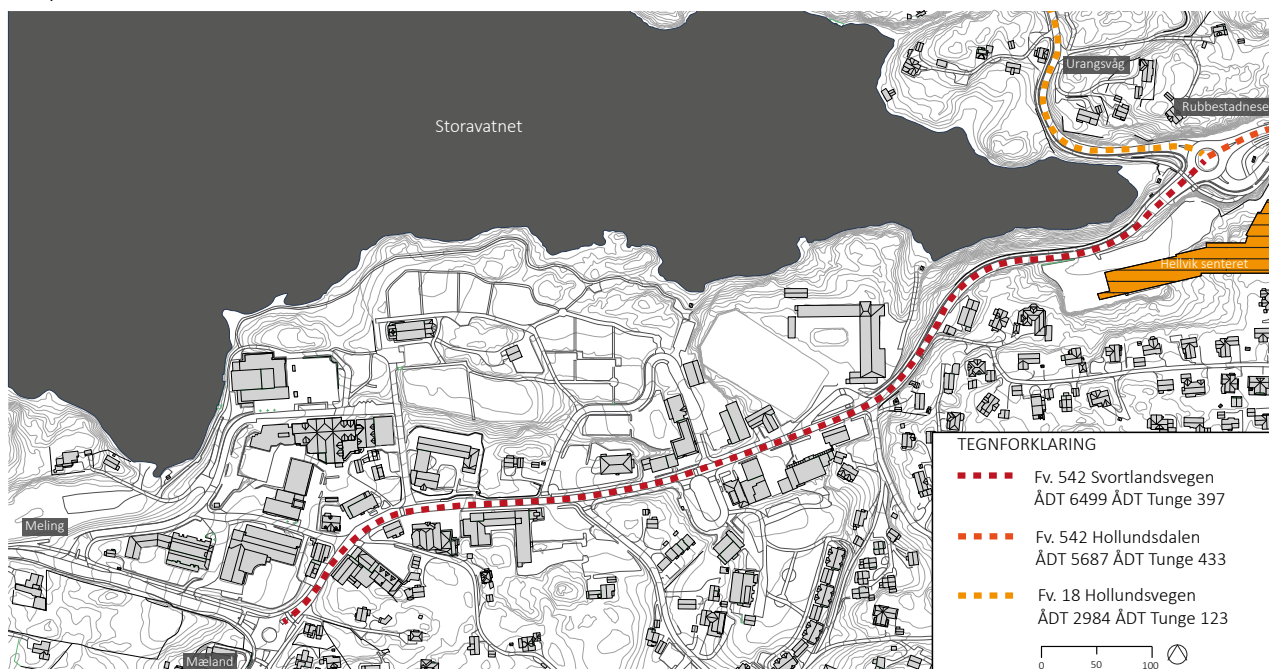 Urangsvåg
Rubbestadnese
Storavatnet
Hellvik senteret
Meling
Mæland
TEGNFORKLARING
Fv. 542 Svortlandsvegen
ÅDT 6499 ÅDT Tunge 397
Fv. 542 Hollundsdalen
ÅDT 5687 ÅDT Tunge 433
Fv. 18 Hollundsvegen
ÅDT 2984 ÅDT Tunge 123
0 50 100